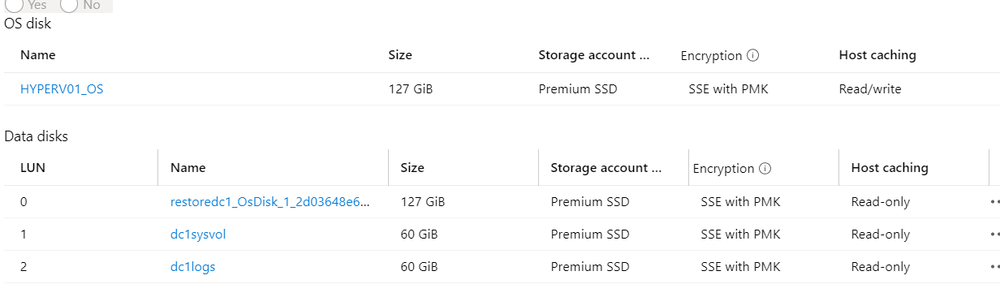 Yes No
OS disk
Name Size Storage account ... Encryption Host caching
HYPERV01_OS 127 GiB Premium SSD SSE with PMK Read/write
Data disks
LUN Name Size Storage account ... Encryption Host caching
0 restoredc1_OsDisk_1_2d03648e6... 127 GiB Premium SSD SSE with PMK Read-only
1 dc1sysvol 60 GiB Premium SSD SSE with PMK Read-only
2 dc1logs 60 GiB Premium SSD SSE with PMK Read-only